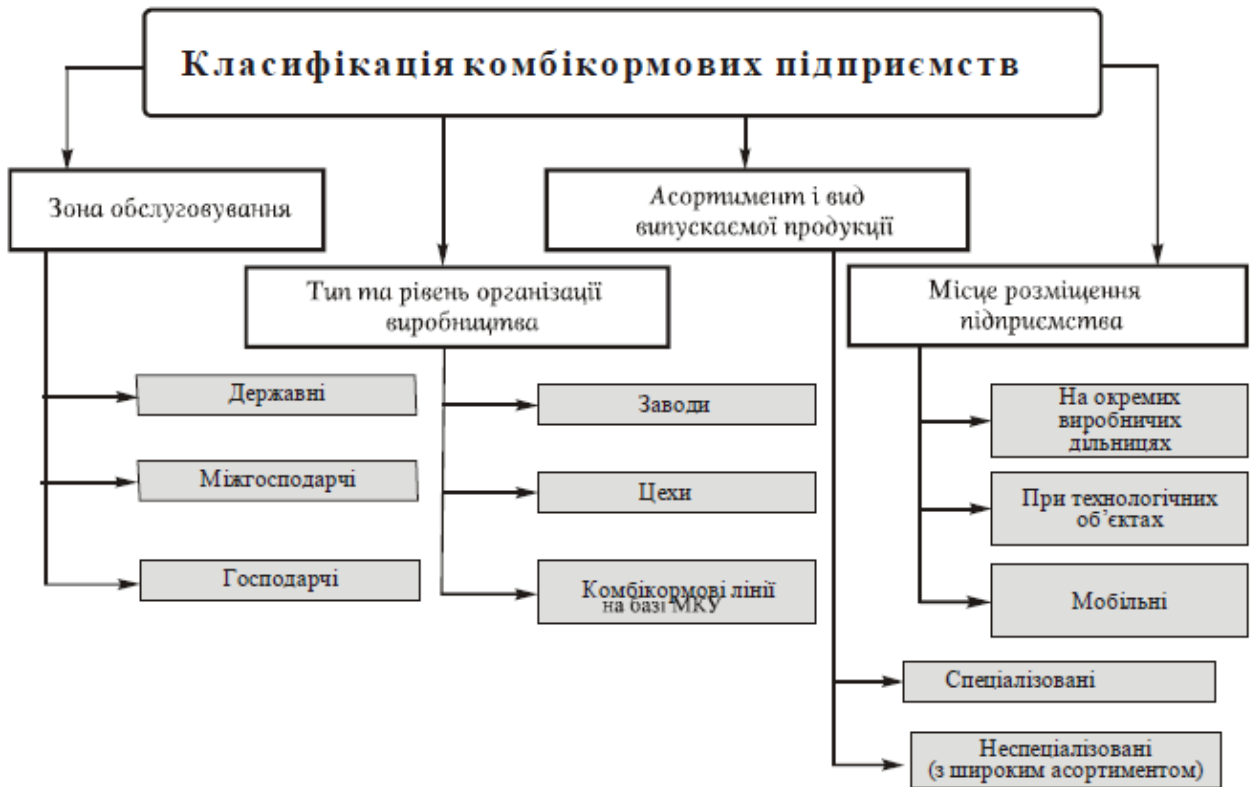 Класифікація комбікормових підприємств
Зона обслуговування
Асортимент і вид
випускаємої продукції
Тип та рівень організації
виробництва
Місце розміщення
підприємства
Державні
Міжгосподарчі
Господарчі
Заводи
Цехи
Комбікормові лінії
на базі МКУ
На окремих
виробничих
дільницях
При технологічних
об’єктах
Мобільні
Спеціалізовані
Неспеціалізовані
(з широким асортиментом)